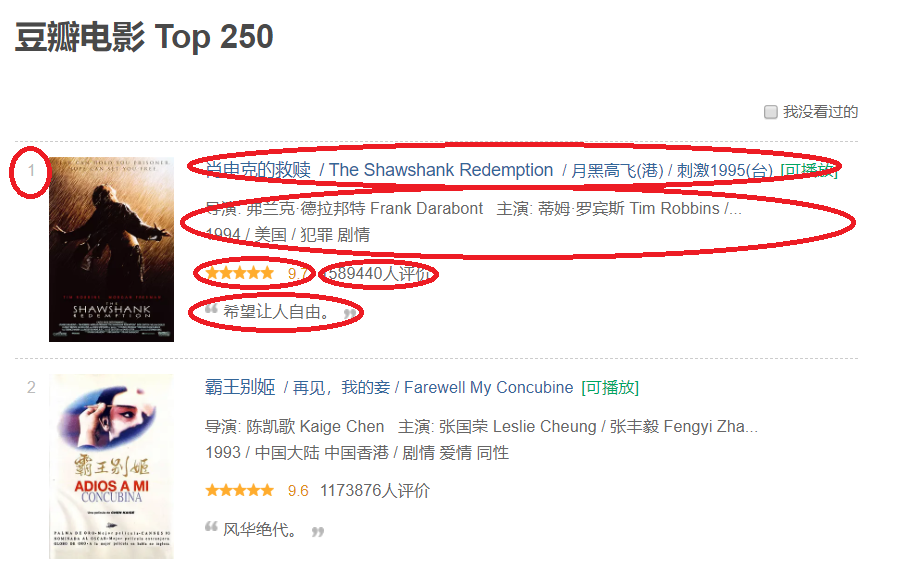 豆瓣电影 Top 250
我没看过的
1
肖申克的救赎 / The Shawshank Redemption / 月黑高飞(港) / 刺激1995(台) [可播放]
导演: 弗兰克·德拉邦特 Frank Darabont 主演: 蒂姆·罗宾斯 Tim Robbins /...
1994 / 美国 / 犯罪 剧情
9.7 1589440人评价
希望让人自由。
THE
SHAWSHANK
REDEMPTION
2
霸王别姬 / 再见，我的妾 / Farewell My Concubine [可播放]
导演: 陈凯歌 Kaige Chen 主演: 张国荣 Leslie Cheung / 张丰毅 Fengyi Zha...
1993 / 中国大陆 中国香港 / 剧情 爱情 同性
9.6 1173876人评价
“ 风华绝代。 ”
霸王别姬
ADIOS A MI
CONCUBINA